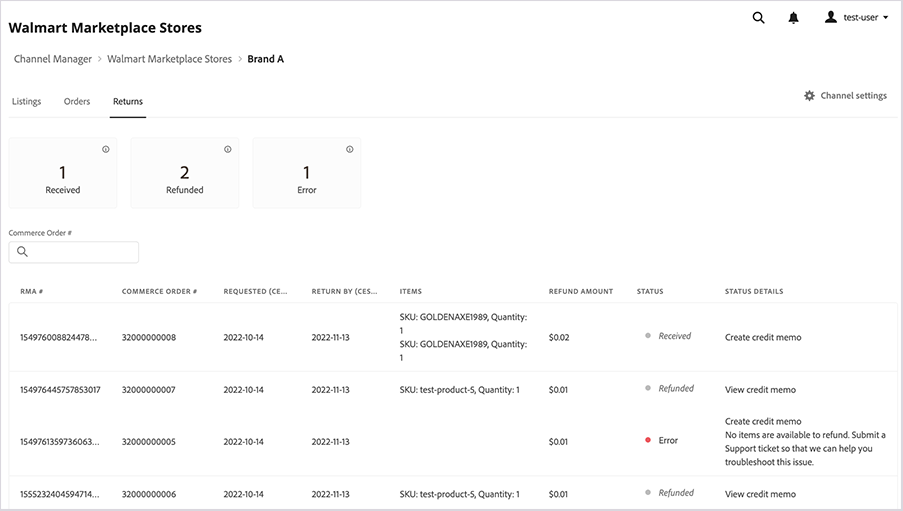 Walmart Marketplace Stores
test-user
Channel Manager > Walmart Marketplace Stores > Brand A
Listings Orders Returns
Channel settings
1 2 1
Received Refunded Error
Commerce Order #
RMA # COMMERCE ORDER # REQUESTED (CE... RETURN BY (CES... ITEMS REFUND AMOUNT STATUS STATUS DETAILS
SKU: GOLDENAXE1989, Quantity:
1
154976008824478... 32000000008 2022-10-14 2022-11-13 $0.02 Received Create credit memo
SKU: GOLDENAXE1989, Quantity:
1
154976445757853017 32000000007 2022-10-14 2022-11-13 SKU: test-product-5, Quantity: 1 $0.01 Refunded View credit memo
Create credit memo
1549761359736063... 32000000005 2022-10-14 2022-11-13 $0.01 Error No items are available to refund. Submit a
Support ticket so that we can help you
troubleshoot this issue.
1555232404594714... 32000000006 2022-10-14 2022-11-13 SKU: test-product-5, Quantity: 1 $0.01 Refunded View credit memo